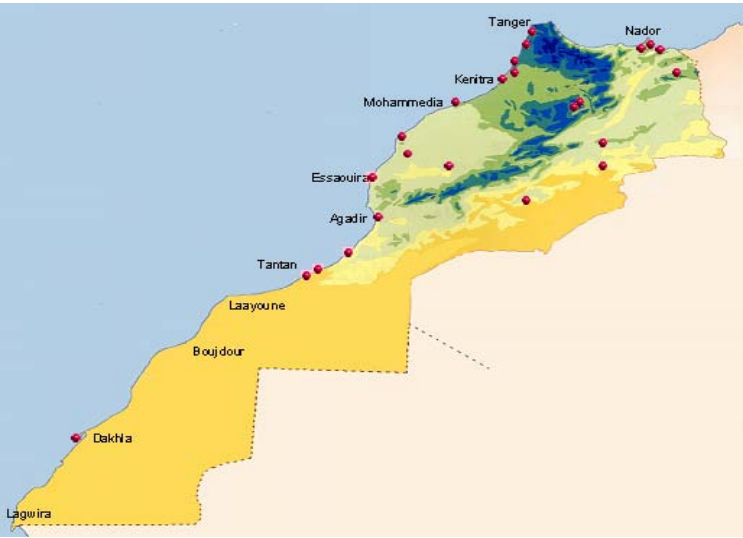 Tanger
Nador
Kenitra
Mohammedia
Essaouira
Agadir
Tantan
Laayoune
Boujdour
Dakhla
Lagwira